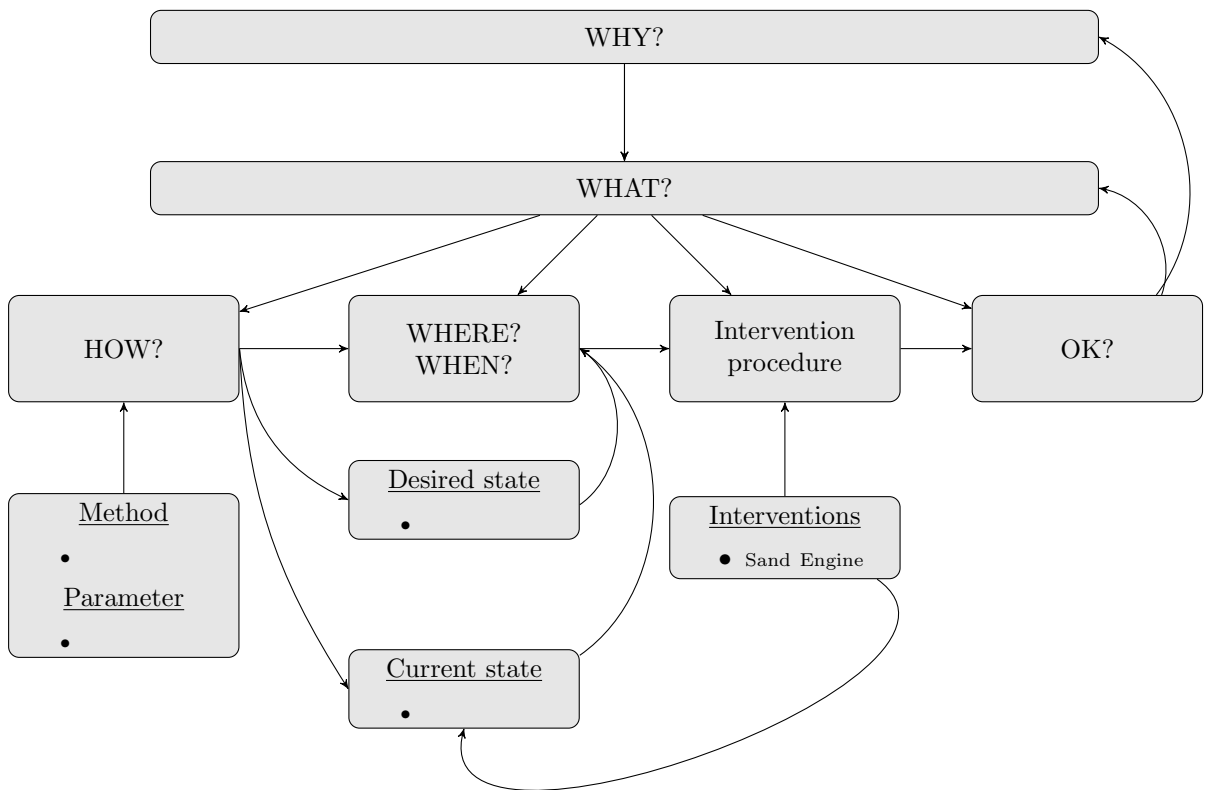 WHY?
WHAT?
HOW?
WHERE?
WHEN?
Intervention
procedure
OK?
Method
•
Parameter
•
Desired state
•
Current state
•
Interventions
• Sand Engine